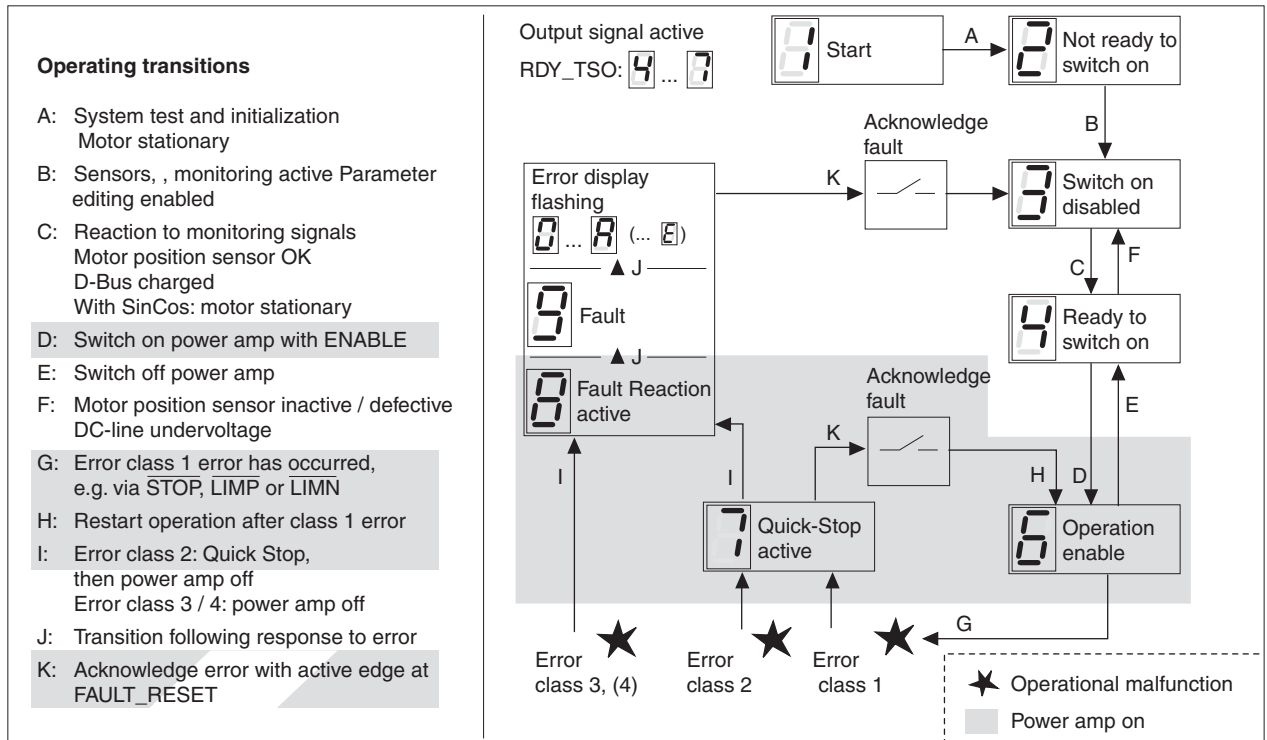 Operating transitions
A: System test and initialization
Motor stationary
B: Sensors, , monitoring active Parameter
editing enabled
C: Reaction to monitoring signals
Motor position sensor OK
D-Bus charged
With SinCos: motor stationary
D: Switch on power amp with ENABLE
E: Switch off power amp
F: Motor position sensor inactive / defective
DC-line undervoltage
G: Error class 1 error has occurred,
e.g. via STOP, LIMP or LIMN
H: Restart operation after class 1 error
I: Error class 2: Quick Stop,
then power amp off
Error class 3 / 4: power amp off
J: Transition following response to error
K: Acknowledge error with active edge at
FAULT_RESET
Output signal active
RDY_TSO: 4 ... 7
1 Start
A
2 Not ready to
switch on
B
Acknowledge
fault
K
3 Switch on
disabled
Error display
flashing
0 ... A (... E)
J
9 Fault
J
8 Fault Reaction
active
C
F
4 Ready to
switch on
Acknowledge
fault
E
K
I
I
H
D
7 Quick-Stop
active
6 Operation
enable
G
Error
class 3, (4)
Error
class 2
Error
class 1
Operational malfunction
Power amp on